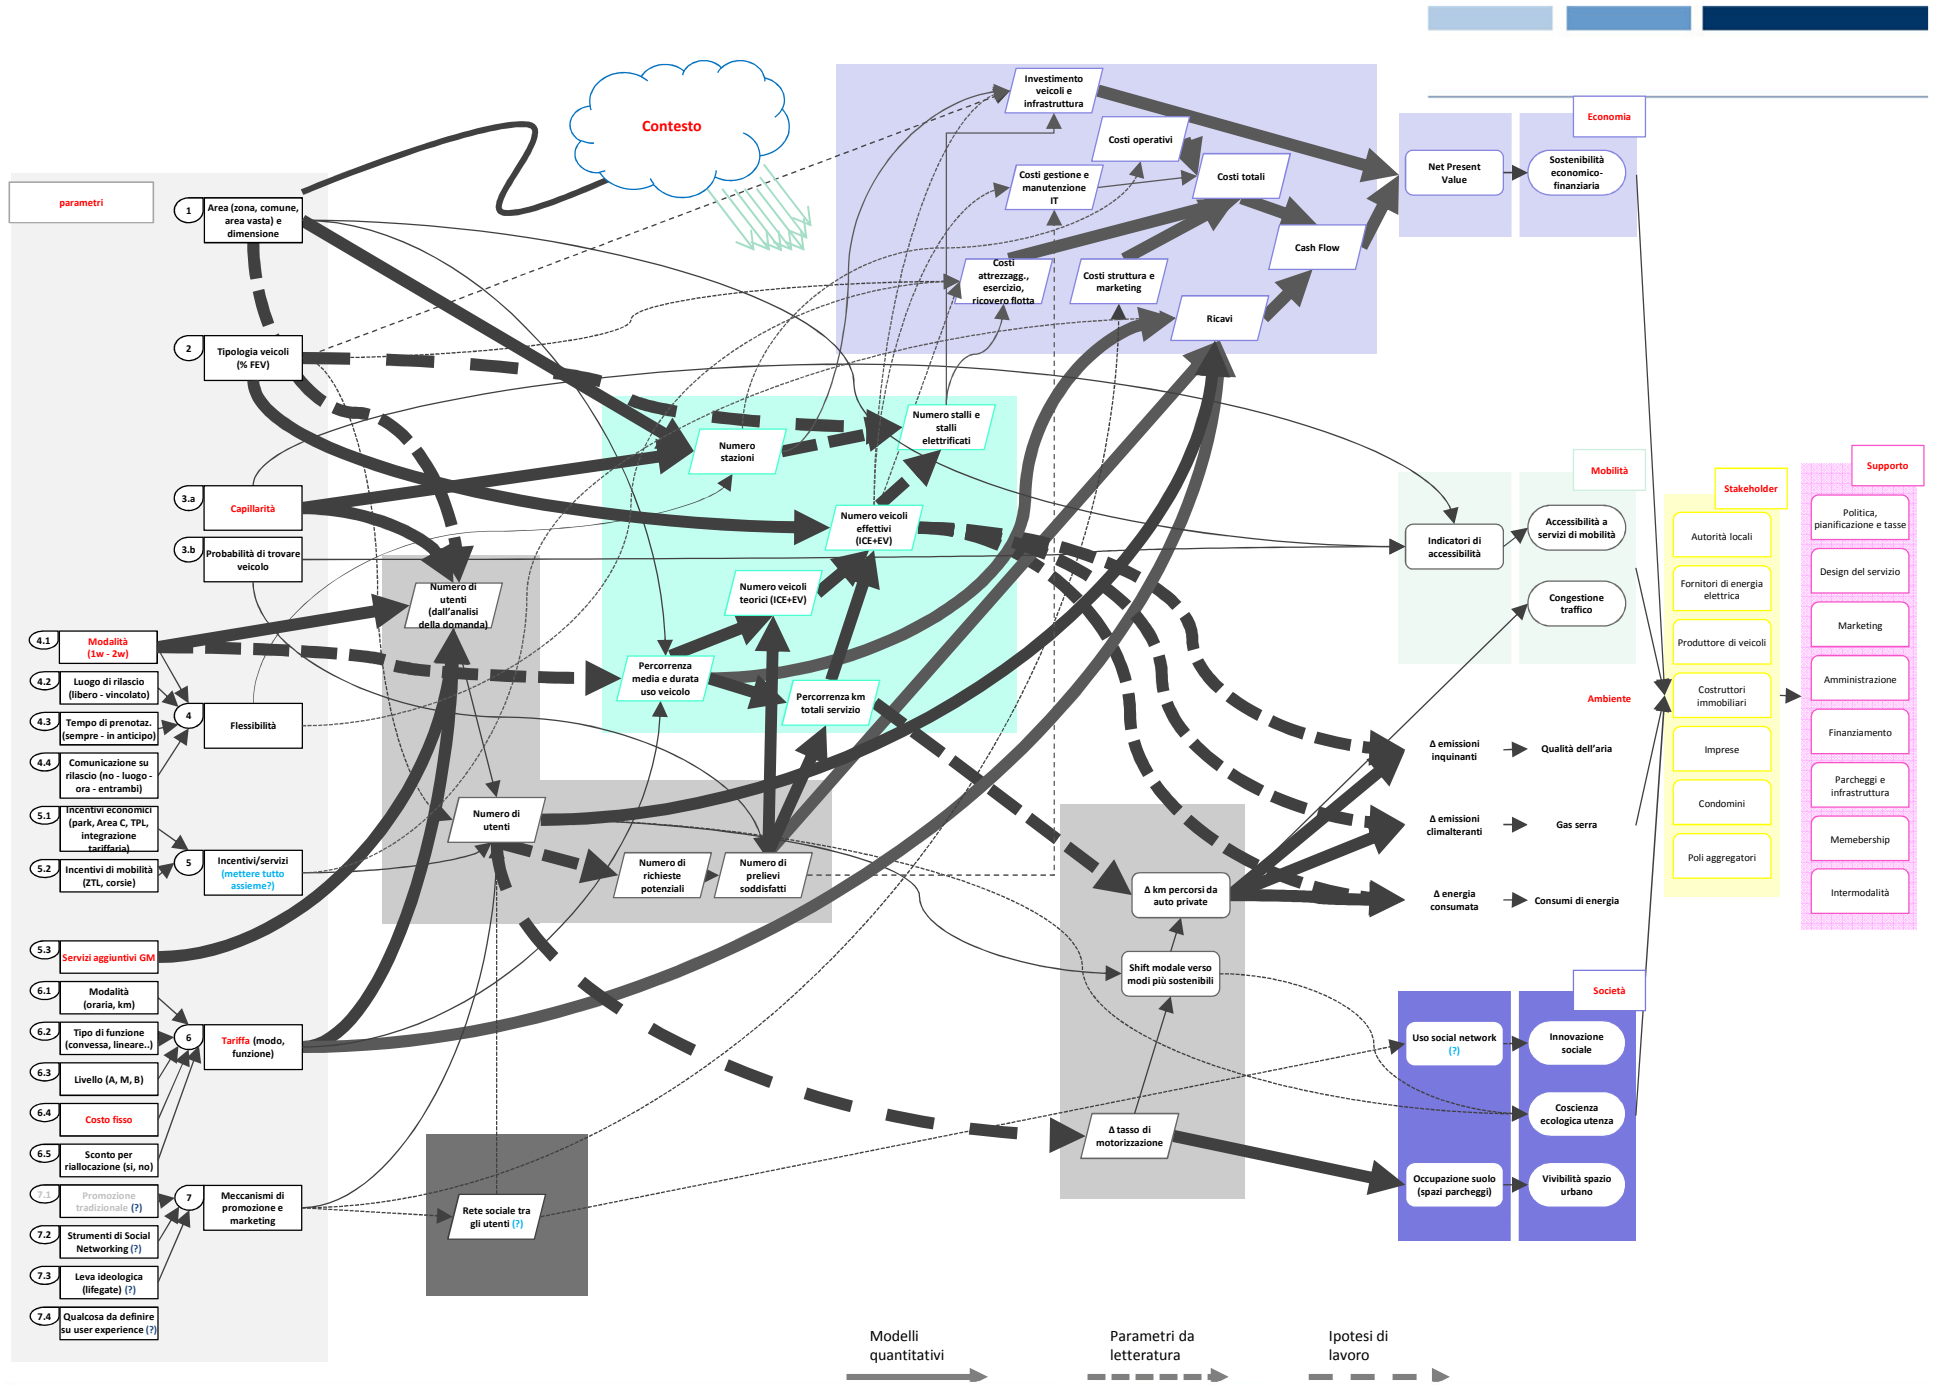 Contesto
parametri
1
Area (zona, comune,
area vasta) e
dimensione
2
Tipologia veicoli
(% FEV)
3.a
Capillarità
3.b
Probabilità di trovare
veicolo
4.1
Modalità
(1w - 2w)
4.2
Luogo di rilascio
(libero - vincolato)
4.3
Tempo di prenotaz.
(sempre - in anticipo)
4.4
Comunicazione su
rilascio (no - luogo -
ora - entrambi)
4
Flessibilità
5.1
Incentivi economici
(park, Area C, TPL,
integrazione
tariffaria)
5.2
Incentivi di mobilità
(ZTL, corsie)
5
Incentivi/servizi
(mettere tutto
assieme?)
5.3
Servizi aggiuntivi GM
6.1
Modalità
(oraria, km)
6.2
Tipo di funzione
(convessa, lineare..)
6.3
Livello (A, M, B)
6.4
Costo fisso
6.5
Sconto per
riallocazione (si, no)
6
Tariffa (modo,
funzione)
7.1
Promozione
tradizionale (?)
7.2
Strumenti di Social
Networking (?)
7.3
Leva ideologica
(lifegate) (?)
7.4
Qualcosa da definire
su user experience (?)
7
Meccanismi di
promozione e
marketing
Numero di
utenti
(dall'analisi
della domanda)
Numero di
utenti
Numero di
richieste
potenziali
Numero di
prelievi
soddisfatti
Rete sociale tra
gli utenti (?)
Numero
stazioni
Numero stalli e
stalli
elettrificati
Numero veicoli
effettivi
(ICE+EV)
Numero veicoli
teorici (ICE+EV)
Percorrenza
media e durata
uso veicolo
Percorrenza km
totali servizio
Investimento
veicoli e
infrastruttura
Costi operativi
Costi gestione e
manutenzione
IT
Costi totali
Costi
attrezzagg.,
esercizio,
ricovero flotta
Costi struttura e
marketing
Cash Flow
Ricavi
Δ km percorsi da
auto private
Shift modale verso
modi più sostenibili
Δ tasso di
motorizzazione
Economia
Net Present
Value
Sostenibilità
economico-
finanziaria
Mobilità
Indicatori di
accessibilità
Accessibilità a
servizi di mobilità
Congestione
traffico
Ambiente
Δ emissioni
inquinanti
Qualità dell'aria
Δ emissioni
climalteranti
Gas serra
Δ energia
consumata
Consumi di energia
Società
Uso social network
(?)
Innovazione
sociale
Coscienza
ecologica utenza
Occupazione suolo
(spazi parcheggi)
Vivibilità spazio
urbano
Stakeholder
Autorità locali
Fornitori di energia
elettrica
Produttore di veicoli
Costruttori
immobiliari
Imprese
Condomini
Poli aggregatori
Supporto
Politica,
pianificazione e tasse
Design del servizio
Marketing
Amministrazione
Finanziamento
Parcheggi e
infrastruttura
Memebership
Intermodalità
Modelli
quantitativi
Parametri da
letteratura
Ipotesi di
lavoro